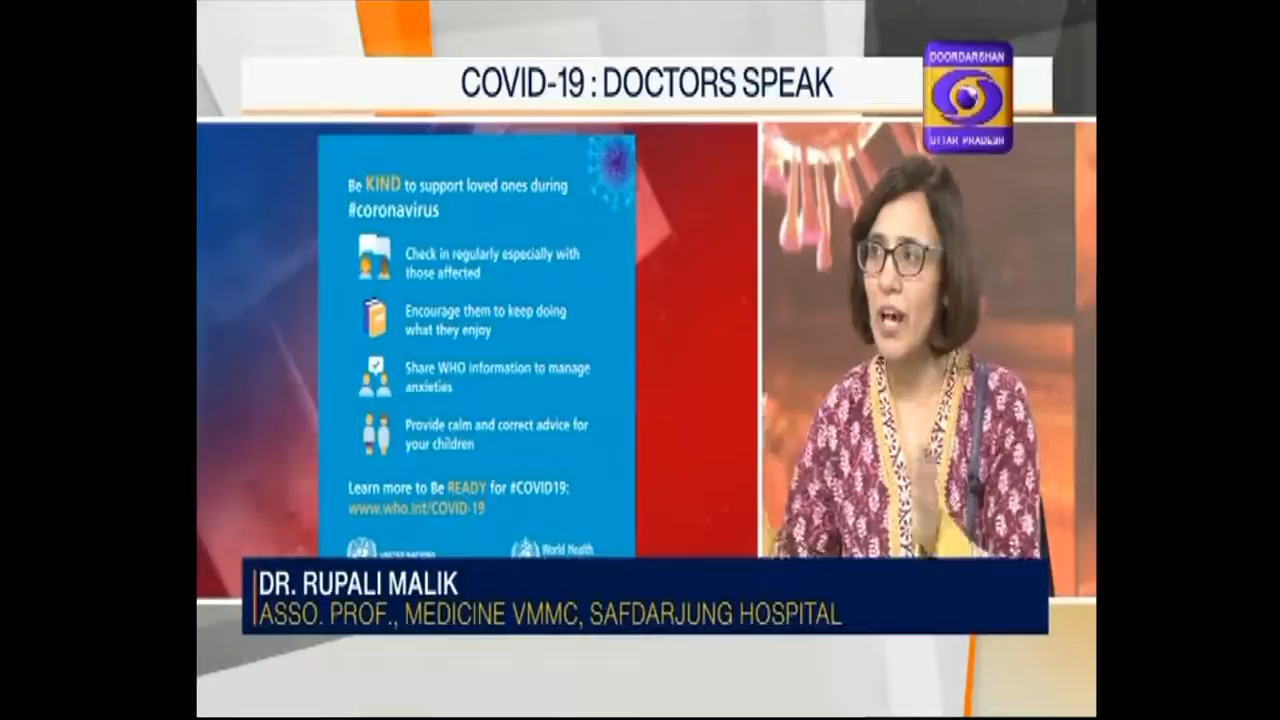 COVID-19 : DOCTORS SPEAK
DOORDARSHAN
UTTAR PRADESH
Be KIND to support loved ones during
#coronavirus
Check in regularly especially with
those affected
Encourage them to keep doing
what they enjoy
Share WHO information to manage
anxieties
Provide calm and correct advice for
your children
Learn more to Be READY for #COVID19:
www.who.int/COVID-19
UNITED NATIONS
World Health
DR. RUPALI MALIK
ASSO. PROF., MEDICINE VMMC, SAFDARJUNG HOSPITAL